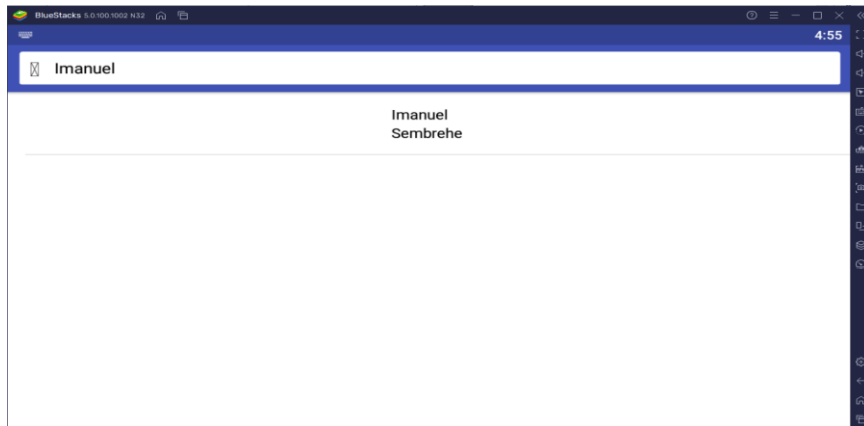 BlueStacks 5.0.100.1002 N32
4:55
Imanuel
Imanuel
Sembrehe